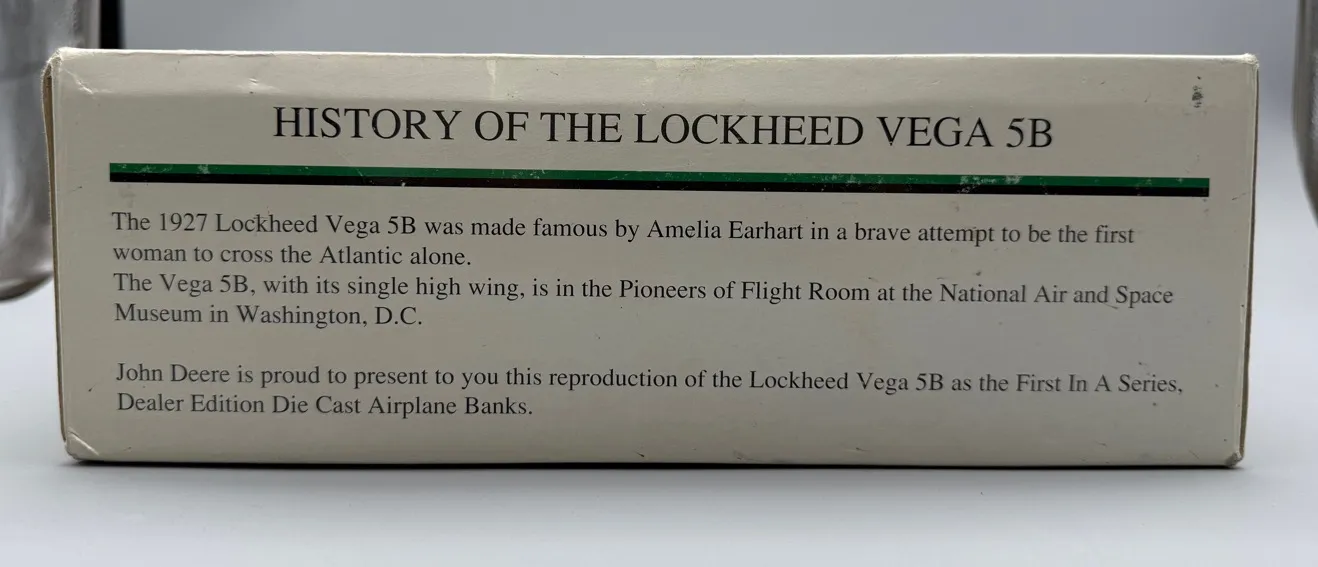 HISTORY OF THE LOCKHEED VEGA 5B
The 1927 Lockheed Vega 5B was made famous by Amelia Earhart in a brave attempt to be the first
woman to cross the Atlantic alone.
The Vega 5B, with its single high wing, is in the Pioneers of Flight Room at the National Air and Space
Museum in Washington, D.C.
John Deere is proud to present to you this reproduction of the Lockheed Vega 5B as the First In A Series,
Dealer Edition Die Cast Airplane Banks.